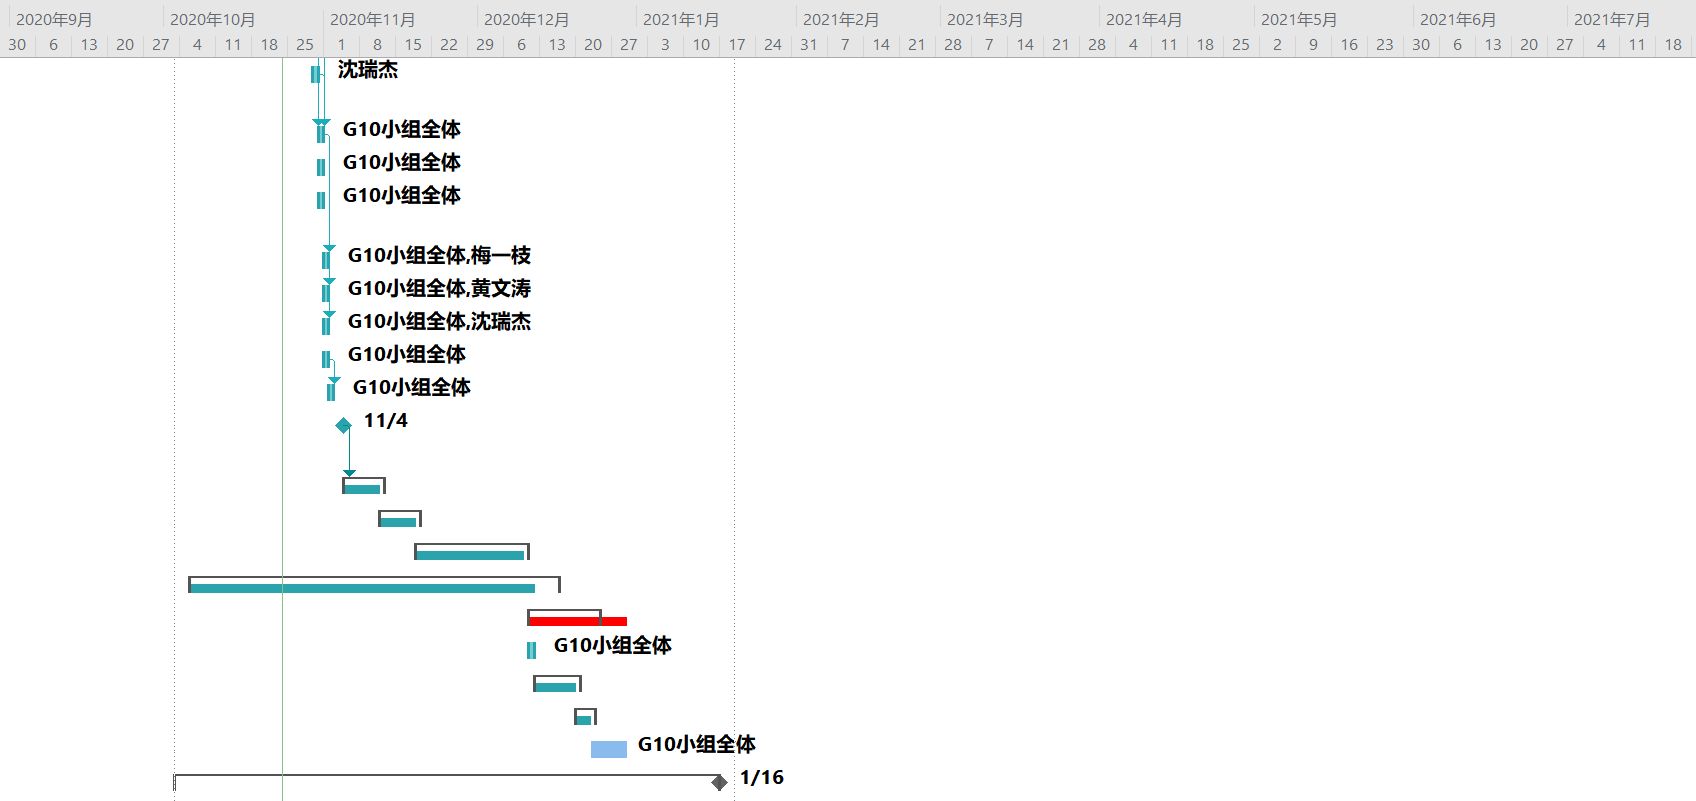 2020年9月 2020年10月 2020年11月 2020年12月 2021年1月 2021年2月 2021年3月 2021年4月 2021年5月 2021年6月 2021年7月
30 6 13 20 27 4 11 18 25 1 8 15 22 29 6 13 20 27 3 10 17 24 31 7 14 21 28 7 14 21 28 4 11 18 25 2 9 16 23 30 6 13 20 27 4 11 18
沈瑞杰
G10小组全体
G10小组全体
G10小组全体
G10小组全体,梅一枝
G10小组全体,黄文涛
G10小组全体,沈瑞杰
G10小组全体
G10小组全体
11/4
G10小组全体
G10小组全体
1/16